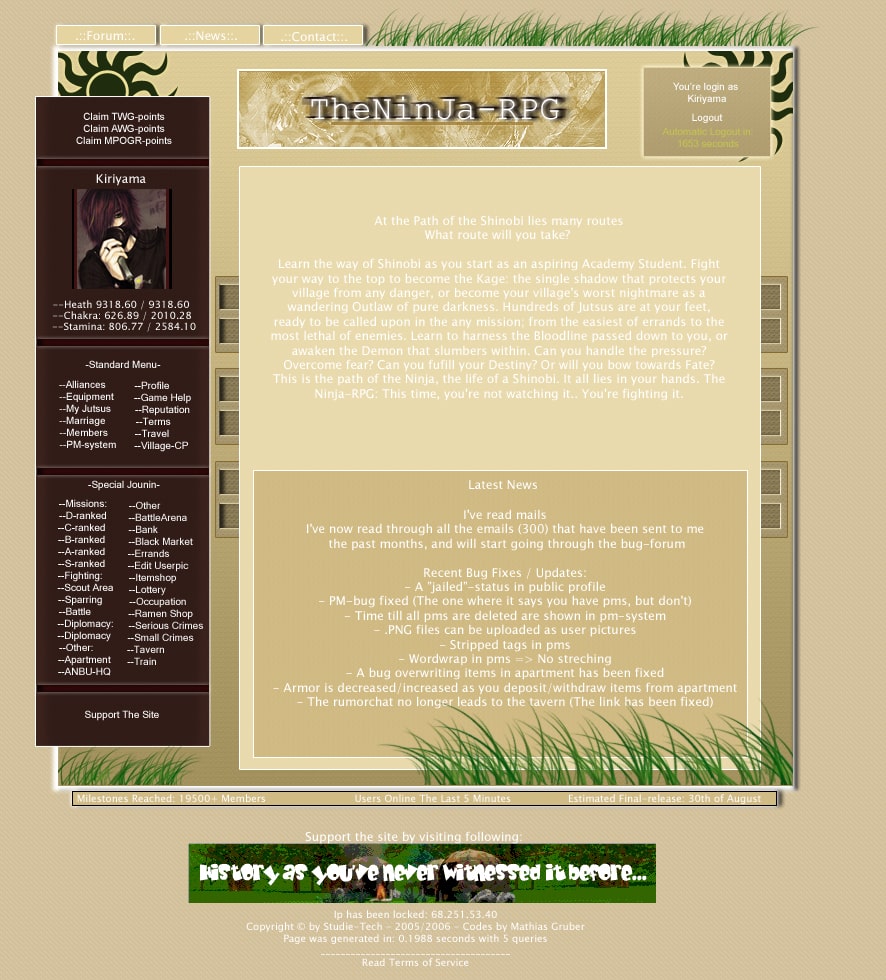 .::Forum::.
.::News::.
.::Contact::.
TheNinJa-RPG
You're login as
Kiriyama
Logout
Automatic Logout in:
1653 seconds
Claim TWG-points
Claim AWG-points
Claim MPOGR-points
Kiriyama
--Heath 9318.60 / 9318.60
--Chakra: 626.89 / 2010.28
--Stamina: 806.77 / 2584.10
-Standard Menu-
--Alliances
--Equipment
--My Jutsus
--Marriage
--Members
--PM-system
--Profile
--Game Help
--Reputation
--Terms
--Travel
--Village-CP
-Special Jounin-
--Missions:
--D-ranked
--C-ranked
--B-ranked
--A-ranked
--S-ranked
--Fighting:
--Scout Area
--Sparring
--Battle
--Diplomacy:
--Diplomacy
--Other:
--Apartment
--ANBU-HQ
--Other
--BattleArena
--Bank
--Black Market
--Errands
--Edit Userpic
--Itemshop
--Lottery
--Occupation
--Ramen Shop
--Serious Crimes
--Small Crimes
--Tavern
--Train
Support The Site
At the Path of the Shinobi lies many routes
What route will you take?
Learn the way of Shinobi as you start as an aspiring Academy Student. Fight
your way to the top to become the Kage: the single shadow that protects your
village from any danger, or become your village's worst nightmare as a
wandering Outlaw of pure darkness. Hundreds of Jutsus are at your feet,
ready to be called upon in the any mission; from the easiest of errands to the
most lethal of enemies. Learn to harness the Bloodline passed down to you, or
awaken the Demon that slumbers within. Can you handle the pressure?
Overcome fear? Can you fufill your Destiny? Or will you bow towards Fate?
This is the path of the Ninja, the life of a Shinobi. It all lies in your hands. The
Ninja-RPG: This time, you're not watching it.. You're fighting it.
Latest News
I've read mails
I've now read through all the emails (300) that have been sent to me
the past months, and will start going through the bug-forum
Recent Bug Fixes / Updates:
- A "jailed"-status in public profile
- PM-bug fixed (The one where it says you have pms, but don't)
- Time till all pms are deleted are shown in pm-system
- .PNG files can be uploaded as user pictures
- Stripped tags in pms
- Wordwrap in pms => No streching
- A bug overwriting items in apartment has been fixed
- Armor is decreased/increased as you deposit/withdraw items from apartment
- The rumorchat no longer leads to the tavern (The link has been fixed)
Milestones Reached: 19500+ Members
Users Online The Last 5 Minutes
Estimated Final-release: 30th of August
Support the site by visiting following:
History as you've never witnessed it before...
Ip has been locked: 68.251.53.40
Copyright © by Studie-Tech - 2005/2006 - Codes by Mathias Gruber
Page was generated in: 0.1988 seconds with 5 queries
Read Terms of Service